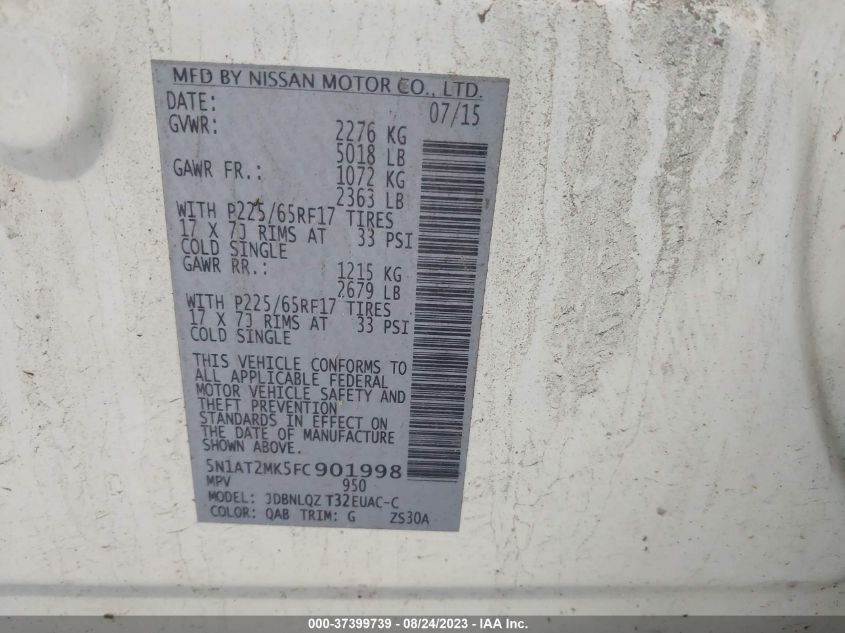 MFD BY NISSAN MOTOR CO., LTD.
DATE: 07/15
GVWR: 2276 KG
5018 LB
GAWR FR.: 1072 KG
2363 LB
WITH P225/65RF17 TIRES
17 X 7J RIMS AT 33 PSI
COLD SINGLE
GAWR RR.: 1215 KG
2679 LB
WITH P225/65RF17 TIRES
17 X 7J RIMS AT 33 PSI
COLD SINGLE
THIS VEHICLE CONFORMS TO
ALL APPLICABLE FEDERAL
MOTOR VEHICLE SAFETY AND
THEFT PREVENTION
STANDARDS IN EFFECT ON
THE DATE OF MANUFACTURE
SHOWN ABOVE.
5N1AT2MK5FC901998
MPV 950
MODEL: JDBNLQZ T32EUAC-C
COLOR: QAB TRIM: G ZS30A
000-37399739 - 08/24/2023 - IAA Inc.